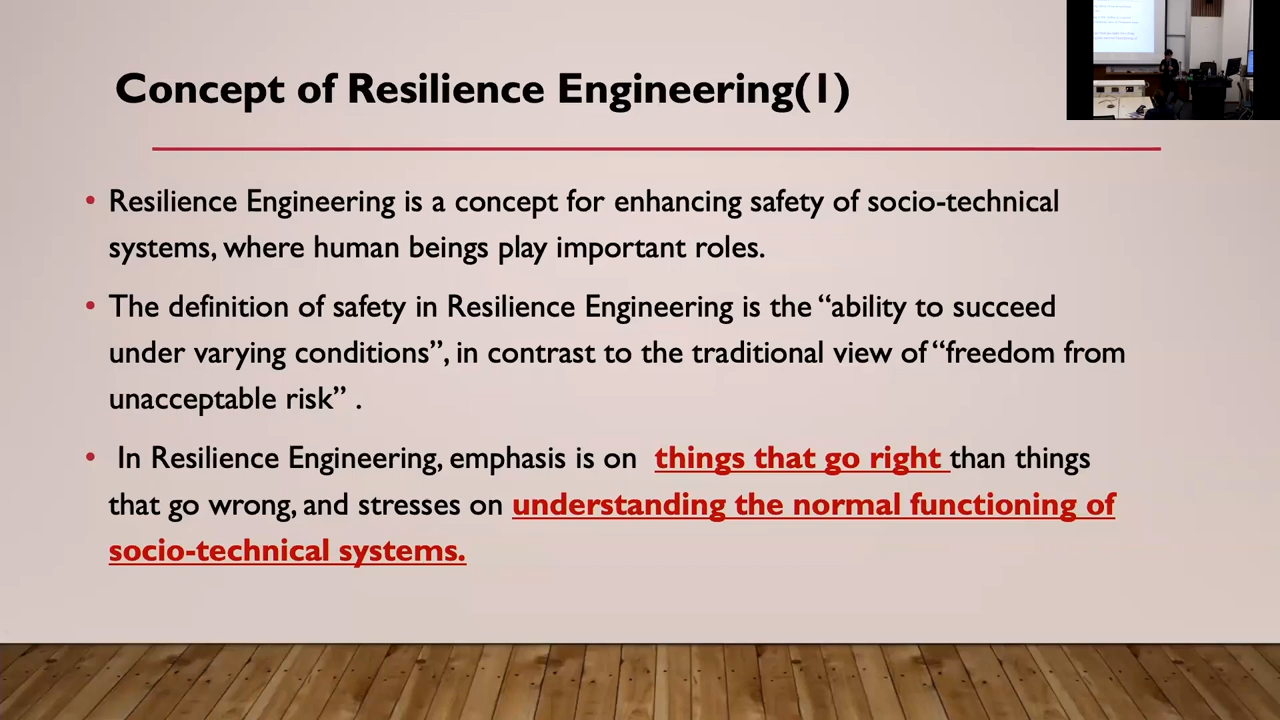 Concept of Resilience Engineering(1)
• Resilience Engineering is a concept for enhancing safety of socio-technical
systems, where human beings play important roles.
• The definition of safety in Resilience Engineering is the “ability to succeed
under varying conditions”, in contrast to the traditional view of “freedom from
unacceptable risk” .
• In Resilience Engineering, emphasis is on things that go right than things
that go wrong, and stresses on understanding the normal functioning of
socio-technical systems.